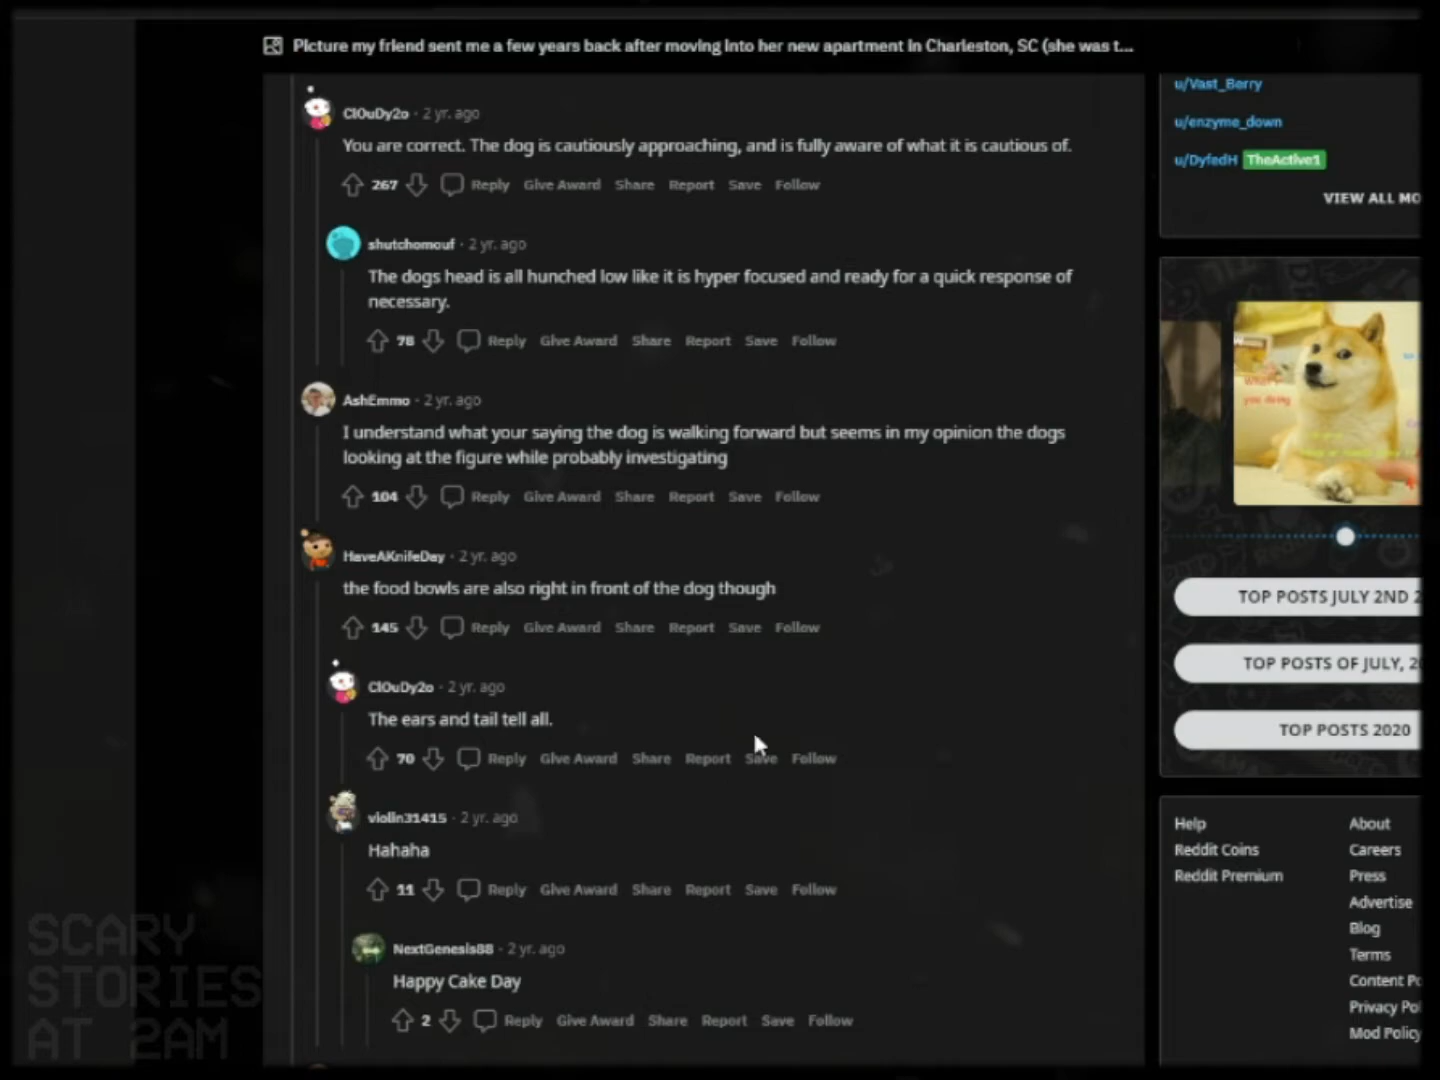 Picture my friend sent me a few years back after moving into her new apartment in Charleston, SC (she was t...
ClOuDy2o · 2 yr. ago
You are correct. The dog is cautiously approaching, and is fully aware of what it is cautious of.
267 Reply Give Award Share Report Save Follow
shutchomouf · 2 yr. ago
The dogs head is all hunched low like it is hyper focused and ready for a quick response of
necessary.
78 Reply Give Award Share Report Save Follow
AshEmmo · 2 yr. ago
I understand what your saying the dog is walking forward but seems in my opinion the dogs
looking at the figure while probably investigating
104 Reply Give Award Share Report Save Follow
HaveAKnifeDay · 2 yr. ago
the food bowls are also right in front of the dog though
145 Reply Give Award Share Report Save Follow
ClOuDy2o · 2 yr. ago
The ears and tail tell all.
70 Reply Give Award Share Report Save Follow
violin31415 · 2 yr. ago
Hahaha
11 Reply Give Award Share Report Save Follow
NextGenesis88 · 2 yr. ago
Happy Cake Day
2 Reply Give Award Share Report Save Follow
u/Vast_Berry
u/enzyme_down
u/DyfedH TheActive1
VIEW ALL MO
you doing
TOP POSTS JULY 2ND 2
TOP POSTS OF JULY, 20
TOP POSTS 2020
Help
Reddit Coins
Reddit Premium
About
Careers
Press
Advertise
Blog
Terms
Content Po
Privacy Pol
Mod Policy
SCARY
STORIES
AT 2AM